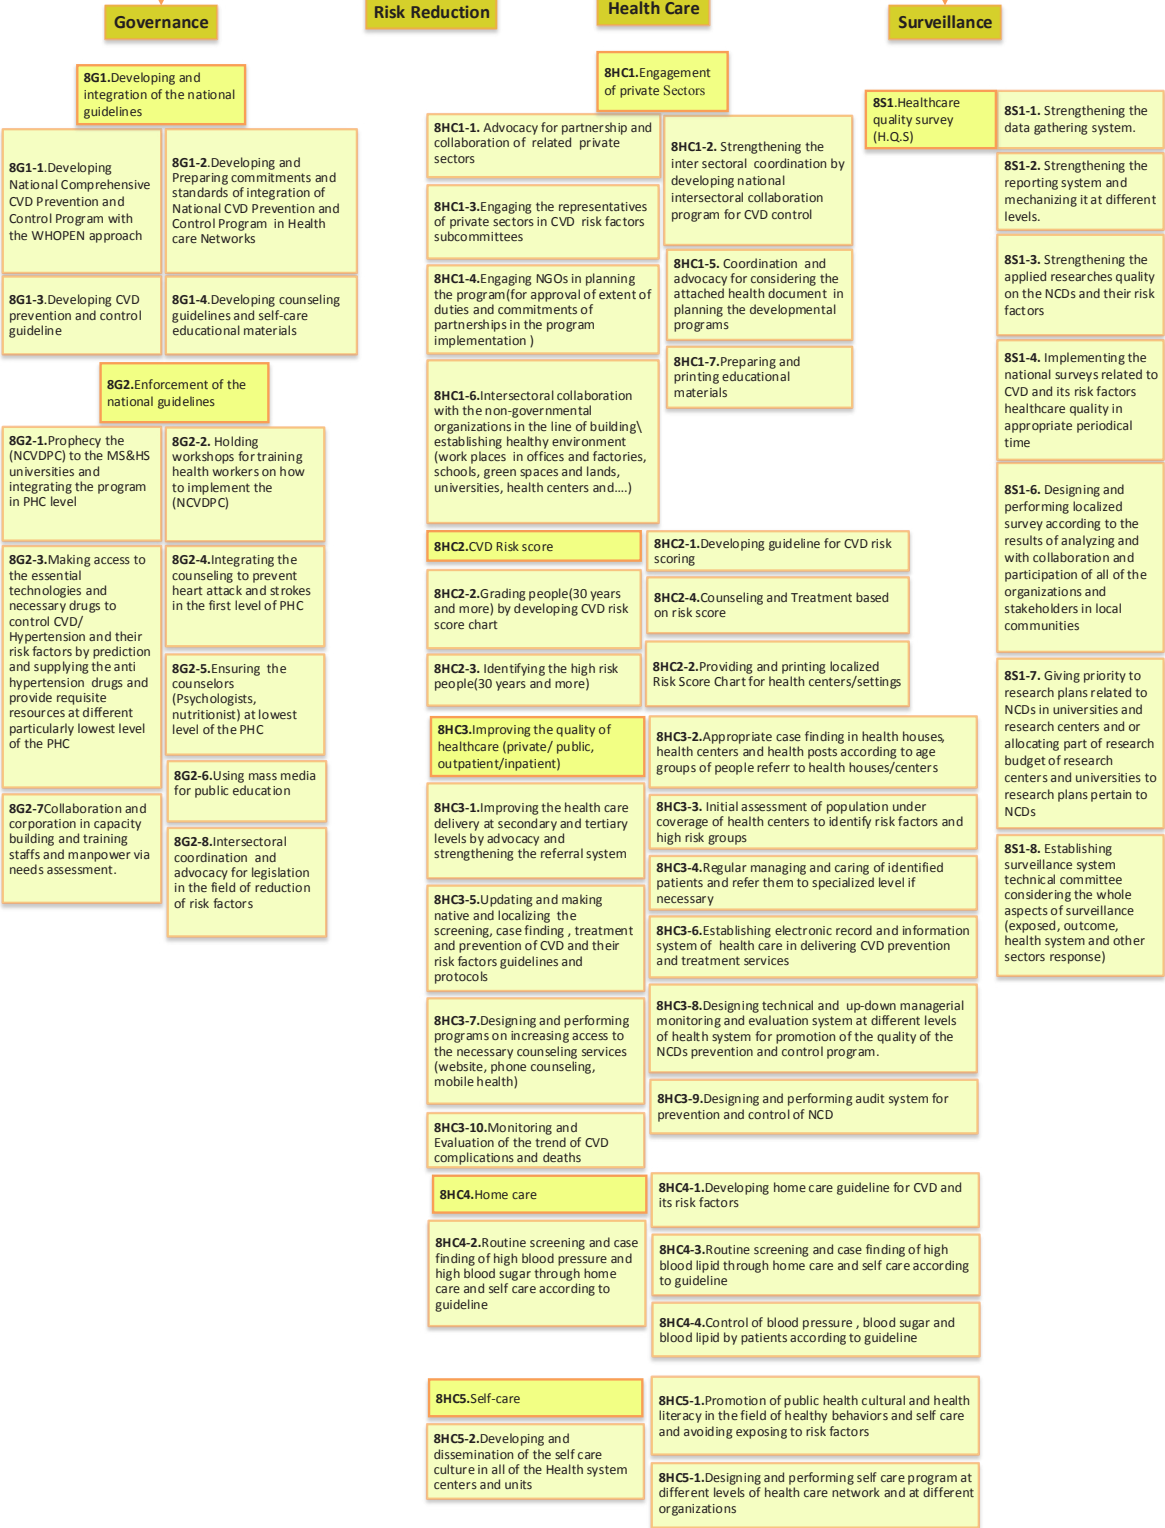 Governance
Risk Reduction
Health Care
Surveillance
8G1.Developing and
integration of the national
guidelines
8G1-1.Developing
National Comprehensive
CVD Prevention and
Control Program with
the WHOPEN approach
8G1-2.Developing and
Preparing commitments and
standards of integration of
National CVD Prevention and
Control Program in Health
care Networks
8G1-3.Developing CVD
prevention and control
guideline
8G1-4.Developing counseling
guidelines and self-care
educational materials
8G2.Enforcement of the
national guidelines
8G2-1.Prophecy the
(NCVDPC) to the MS&HS
universities and
integrating the program
in PHC level
8G2-2. Holding
workshops for training
health workers on how
to implement the
(NCVDPC)
8G2-3.Making access to
the essential
technologies and
necessary drugs to
control CVD/
Hypertension and their
risk factors by prediction
and supplying the anti
hypertension drugs and
provide requisite
resources at different
particularly lowest level
of the PHC
8G2-4.Integrating the
counseling to prevent
heart attack and strokes
in the first level of PHC
8G2-5.Ensuring the
counselors
(Psychologists,
nutritionist) at lowest
level of the PHC
8G2-6.Using mass media
for public education
8G2-7Collaboration and
corporation in capacity
building and training
staffs and manpower via
needs assessment.
8G2-8.Intersectoral
coordination and
advocacy for legislation
in the field of reduction
of risk factors
8HC1.Engagement
of private Sectors
8HC1-1. Advocacy for partnership and
collaboration of related private
sectors
8HC1-2. Strengthening the
inter sectoral coordination by
developing national
intersectoral collaboration
program for CVD control
8HC1-3.Engaging the representatives
of private sectors in CVD risk factors
subcommittees
8HC1-4.Engaging NGOs in planning
the program(for approval of extent of
duties and commitments of
partnerships in the program
implementation )
8HC1-5. Coordination and
advocacy for considering the
attached health document in
planning the developmental
programs
8HC1-6.Intersectoral collaboration
with the non-governmental
organizations in the line of building\
establishing healthy environment
(work places in offices and factories,
schools, green spaces and lands,
universities, health centers and....)
8HC1-7.Preparing and
printing educational
materials
8HC2.CVD Risk score
8HC2-1.Developing guideline for CVD risk
scoring
8HC2-2.Grading people(30 years
and more) by developing CVD risk
score chart
8HC2-4.Counseling and Treatment based
on risk score
8HC2-3. Identifying the high risk
people(30 years and more)
8HC2-2.Providing and printing localized
Risk Score Chart for health centers/settings
8HC3.Improving the quality of
healthcare (private/ public,
outpatient/inpatient)
8HC3-2.Appropriate case finding in health houses,
health centers and health posts according to age
groups of people referr to health houses/centers
8HC3-1.Improving the health care
delivery at secondary and tertiary
levels by advocacy and
strengthening the referral system
8HC3-3. Initial assessment of population under
coverage of health centers to identify risk factors and
high risk groups
8HC3-4.Regular managing and caring of identified
patients and refer them to specialized level if
necessary
8HC3-5.Updating and making
native and localizing the
screening, case finding , treatment
and prevention of CVD and their
risk factors guidelines and
protocols
8HC3-6.Establishing electronic record and information
system of health care in delivering CVD prevention
and treatment services
8HC3-7.Designing and performing
programs on increasing access to
the necessary counseling services
(website, phone counseling,
mobile health)
8HC3-8.Designing technical and up-down managerial
monitoring and evaluation system at different levels
of health system for promotion of the quality of the
NCDs prevention and control program.
8HC3-9.Designing and performing audit system for
prevention and control of NCD
8HC3-10.Monitoring and
Evaluation of the trend of CVD
complications and deaths
8HC4.Home care
8HC4-1.Developing home care guideline for CVD and
its risk factors
8HC4-2.Routine screening and case
finding of high blood pressure and
high blood sugar through home
care and self care according to
guideline
8HC4-3.Routine screening and case finding of high
blood lipid through home care and self care according
to guideline
8HC4-4.Control of blood pressure , blood sugar and
blood lipid by patients according to guideline
8HC5.Self-care
8HC5-1.Promotion of public health cultural and health
literacy in the field of healthy behaviors and self care
and avoiding exposing to risk factors
8HC5-2.Developing and
dissemination of the self care
culture in all of the Health system
centers and units
8HC5-1.Designing and performing self care program at
different levels of health care network and at different
organizations
8S1.Healthcare
quality survey
(H.Q.S)
8S1-1. Strengthening the
data gathering system.
8S1-2. Strengthening the
reporting system and
mechanizing it at different
levels.
8S1-3. Strengthening the
applied researches quality
on the NCDs and their risk
factors
8S1-4. Implementing the
national surveys related to
CVD and its risk factors
healthcare quality in
appropriate periodical
time
8S1-6. Designing and
performing localized
survey according to the
results of analyzing and
with collaboration and
participation of all of the
organizations and
stakeholders in local
communities
8S1-7. Giving priority to
research plans related to
NCDs in universities and
research centers and or
allocating part of research
budget of research
centers and universities to
research plans pertain to
NCDs
8S1-8. Establishing
surveillance system
technical committee
considering the whole
aspects of surveillance
(exposed, outcome,
health system and other
sectors response)